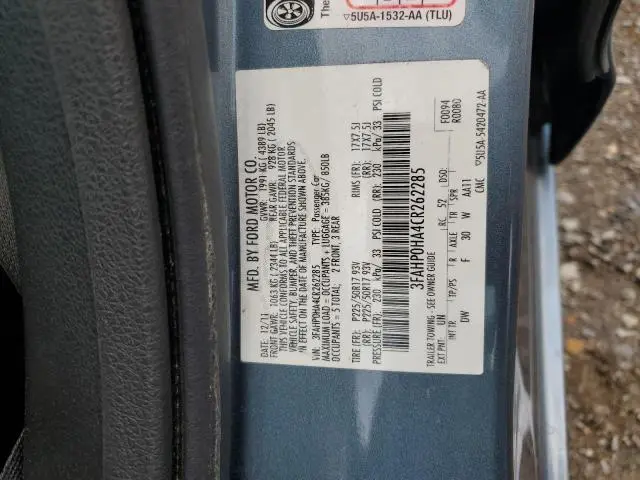 The
5U5A-1532-AA (TLU)
MFD. BY FORD MOTOR CO.
DATE: 12/11 GVWR: 1991 KG ( 4389 LB)
FRONT GAWR: 1063 KG ( 2344 LB) REAR GAWR: 928 KG ( 2045 LB)
THIS VEHICLE CONFORMS TO ALL APPLICABLE FEDERAL MOTOR
VEHICLE SAFETY, BUMPER, AND THEFT PREVENTION STANDARDS
IN EFFECT ON THE DATE OF MANUFACTURE SHOWN ABOVE.
VIN: 3FAHP0HA4CR262285 TYPE: Passenger Car
MAXIMUM LOAD = OCCUPANTS + LUGGAGE = 385KG/ 850LB
OCCUPANTS = 5 TOTAL, 2 FRONT, 3 REAR
TIRE (FR): P225/50R17 93V RIMS (FR): 17X7.5J
(RR): P225/50R17 93V (RR): 17X7.5J
PRESSURE (FR): 230 kPa/ 33 PSI COLD (RR): 230 kPa/ 33 PSI COLD
3FAHP0HA4CR262285
TRAILER TOWING - SEE OWNER GUIDE F0094
EXT PNT: UN RC: 52 DSO: R0080
INT TR TP/PS R AXLE TR SPR
DW F 30 W AA11
CMC 5U5A-5420472-AA